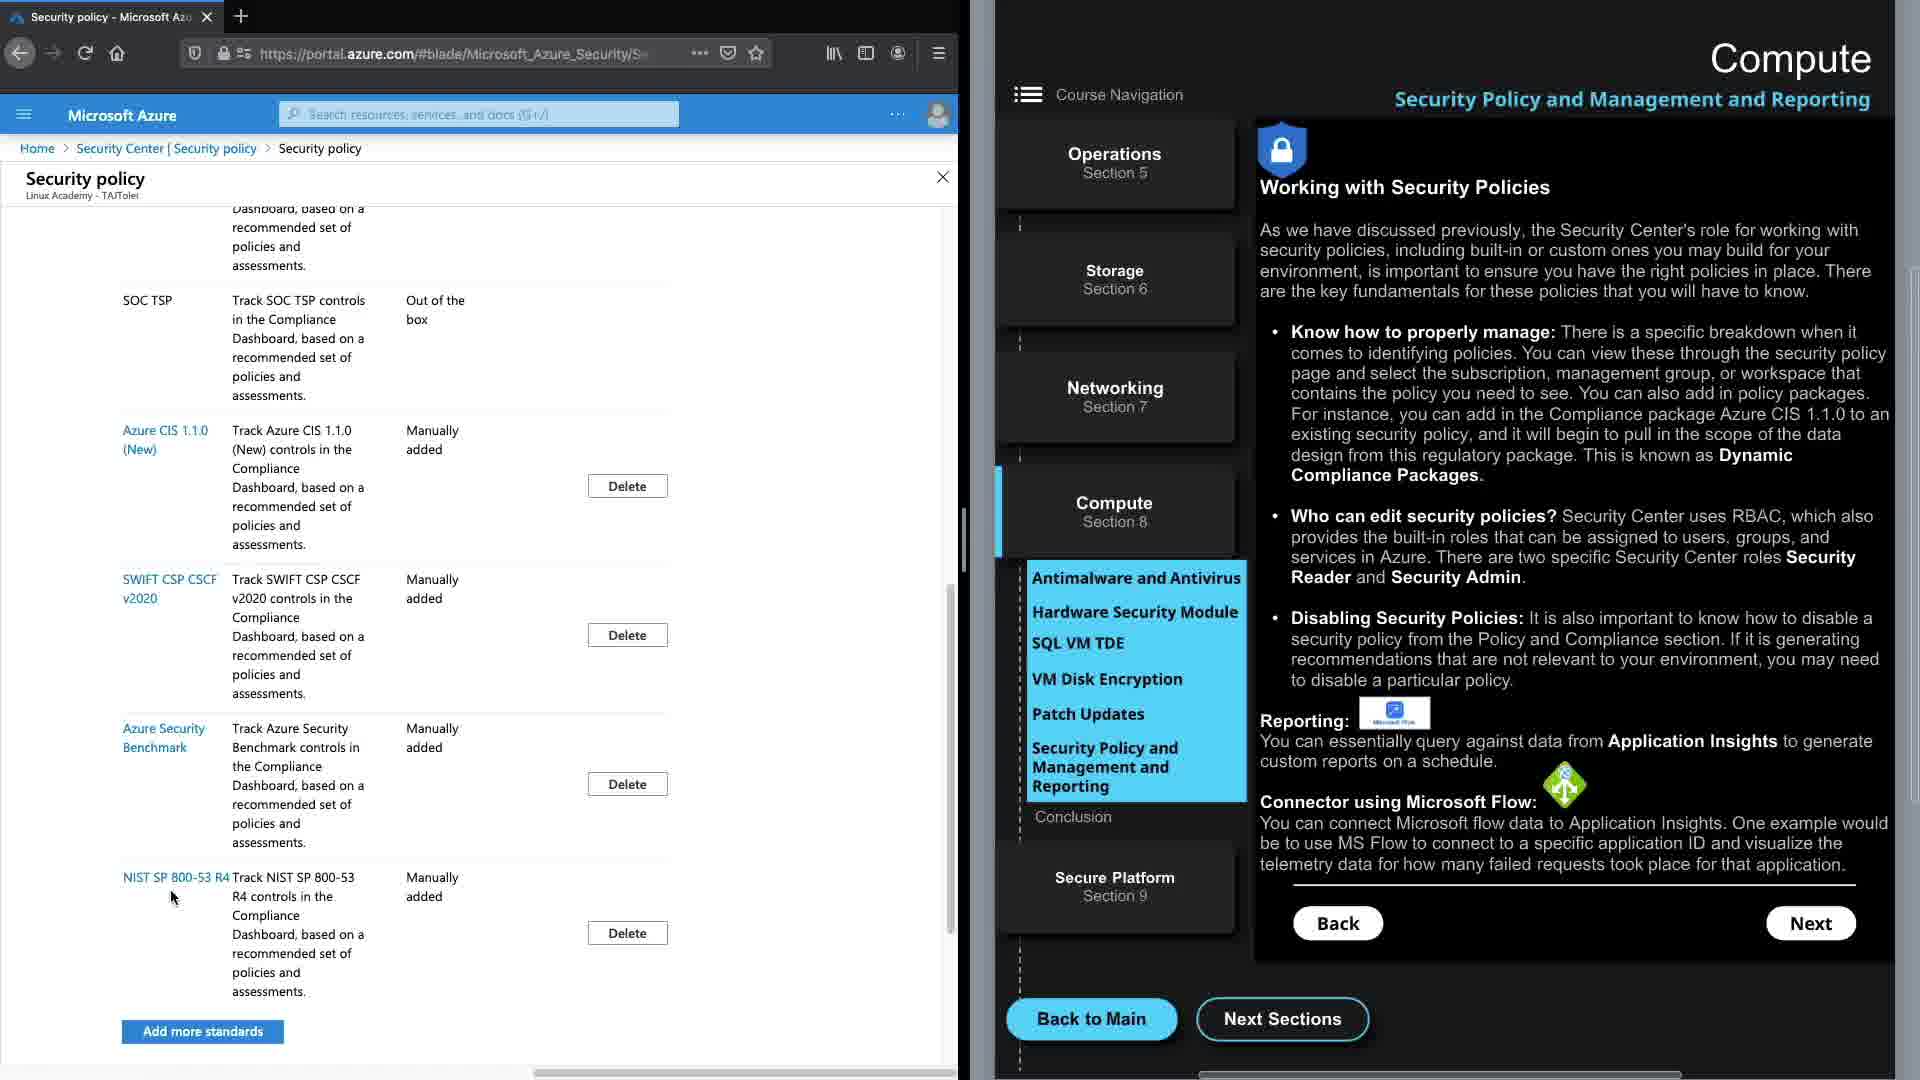 Security policy - Microsoft Azu
https://portal.azure.com/#blade/Microsoft_Azure_Security/Se
Microsoft Azure
Search resources, services, and docs (G+/)
Home > Security Center | Security policy > Security policy
Security policy
Linux Academy - TAJToler
Dashboard, based on a
recommended set of
policies and
assessments.
SOC TSP
Track SOC TSP controls
in the Compliance
Dashboard, based on a
recommended set of
policies and
assessments.
Out of the
box
Azure CIS 1.1.0
(New)
Track Azure CIS 1.1.0
(New) controls in the
Compliance
Dashboard, based on a
recommended set of
policies and
assessments.
Manually
added
Delete
SWIFT CSP CSCF
v2020
Track SWIFT CSP CSCF
v2020 controls in the
Compliance
Dashboard, based on a
recommended set of
policies and
assessments.
Manually
added
Delete
Azure Security
Benchmark
Track Azure Security
Benchmark controls in
the Compliance
Dashboard, based on a
recommended set of
policies and
assessments.
Manually
added
Delete
NIST SP 800-53 R4
Track NIST SP 800-53
R4 controls in the
Compliance
Dashboard, based on a
recommended set of
policies and
assessments.
Manually
added
Delete
Add more standards
Compute
Course Navigation
Security Policy and Management and Reporting
Operations
Section 5
Storage
Section 6
Networking
Section 7
Compute
Section 8
Antimalware and Antivirus
Hardware Security Module
SQL VM TDE
VM Disk Encryption
Patch Updates
Security Policy and
Management and
Reporting
Conclusion
Secure Platform
Section 9
Back to Main
Next Sections
Working with Security Policies
As we have discussed previously, the Security Center's role for working with
security policies, including built-in or custom ones you may build for your
environment, is important to ensure you have the right policies in place. There
are the key fundamentals for these policies that you will have to know.
• Know how to properly manage: There is a specific breakdown when it
comes to identifying policies. You can view these through the security policy
page and select the subscription, management group, or workspace that
contains the policy you need to see. You can also add in policy packages.
For instance, you can add in the Compliance package Azure CIS 1.1.0 to an
existing security policy, and it will begin to pull in the scope of the data
design from this regulatory package. This is known as Dynamic
Compliance Packages.
• Who can edit security policies? Security Center uses RBAC, which also
provides the built-in roles that can be assigned to users. groups, and
services in Azure. There are two specific Security Center roles Security
Reader and Security Admin.
• Disabling Security Policies: It is also important to know how to disable a
security policy from the Policy and Compliance section. If it is generating
recommendations that are not relevant to your environment, you may need
to disable a particular policy.
Reporting:
Microsoft Flow
You can essentially query against data from Application Insights to generate
custom reports on a schedule.
Connector using Microsoft Flow:
You can connect Microsoft flow data to Application Insights. One example would
be to use MS Flow to connect to a specific application ID and visualize the
telemetry data for how many failed requests took place for that application.
Back
Next